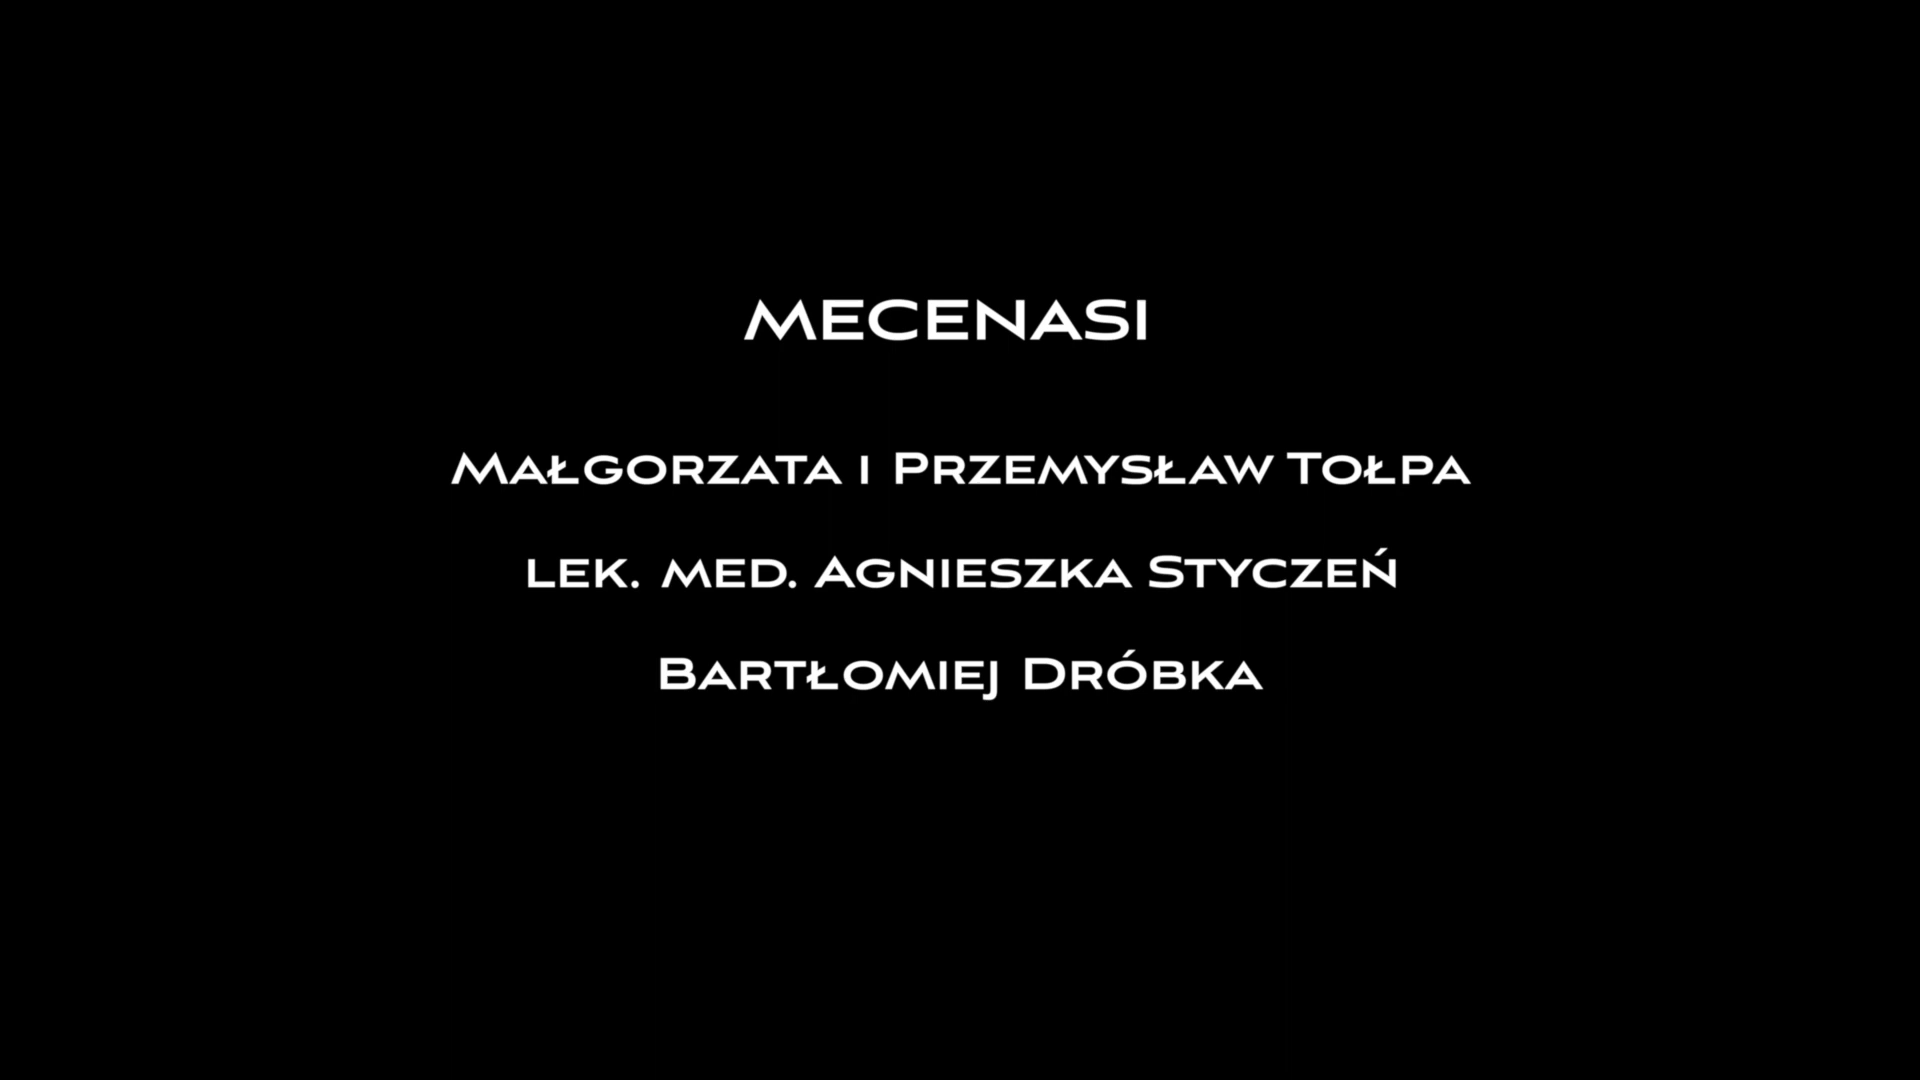 MECENASI
Małgorzata i Przemysław Tołpa
lek. med. Agnieszka Styczeń
Bartłomiej Dróbka